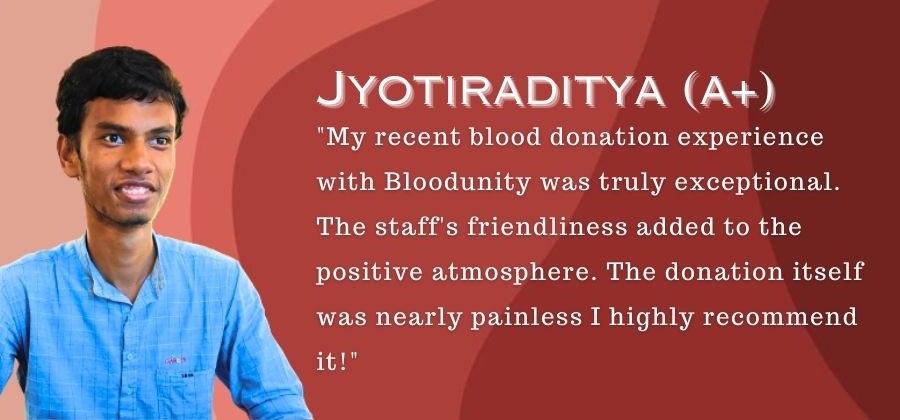 Jyotiraditya (A+)
"My recent blood donation experience
with Bloodunity was truly exceptional.
The staff's friendliness added to the
positive atmosphere. The donation itself
was nearly painless I highly recommend
it!"